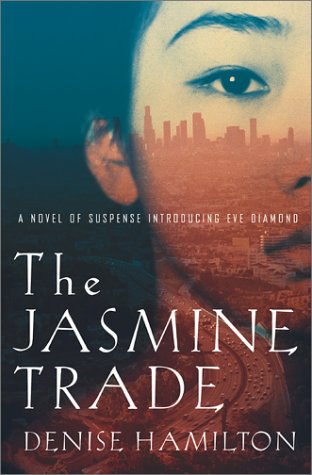 A NOVEL OF SUSPENSE INTRODUCING EVE DIAMOND
The
JASMINE
TRADE
DENISE HAMILTON